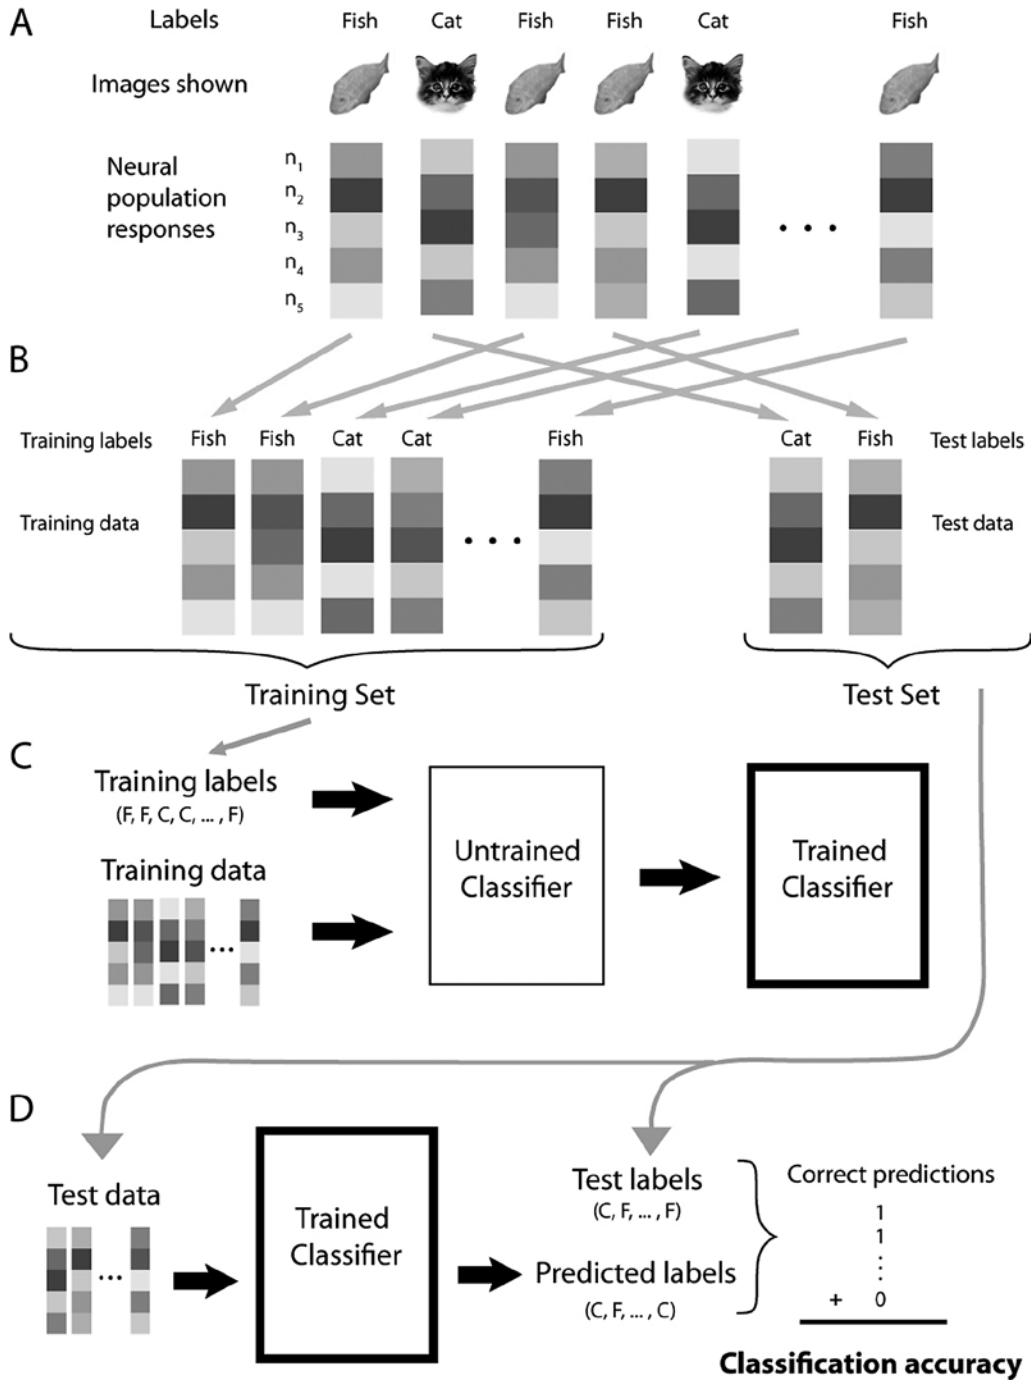 A
Labels Fish Cat Fish Fish Cat Fish
Images shown
Neural
population
responses
n1
n2
n3
n4
n5
. . .
B
Training labels Fish Fish Cat Cat Fish Cat Fish Test labels
Training data . . . Test data
Training Set Test Set
C
Training labels
(F, F, C, C, ... , F)
Training data
...
Untrained
Classifier
Trained
Classifier
D
Test data
...
Trained
Classifier
Test labels
(C, F, ... , F)
Predicted labels
(C, F, ... , C)
Correct predictions
1
1
⋮
+ 0
Classification accuracy